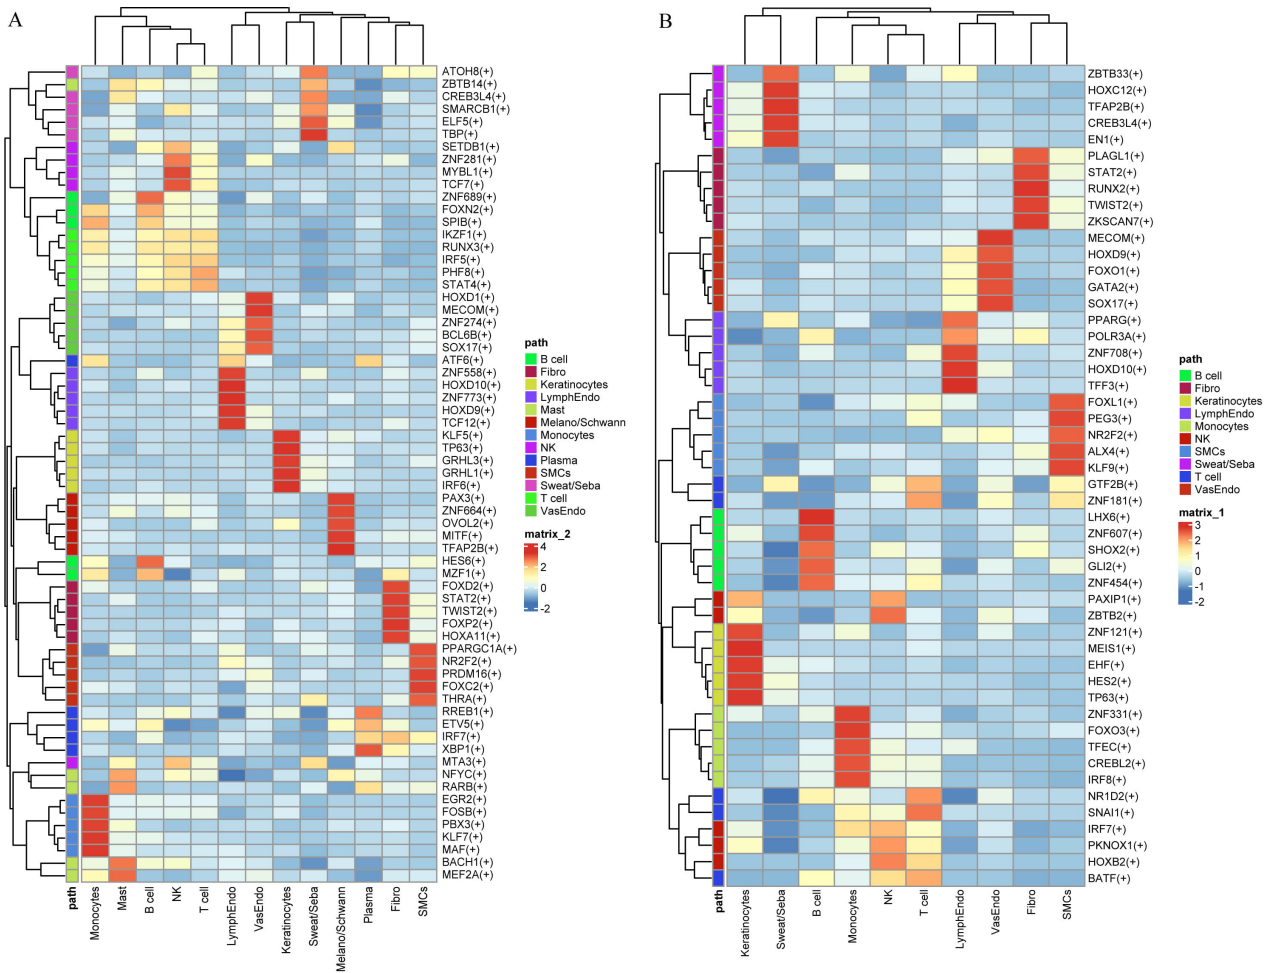 A
ATOH8(+)
ZBTB14(+)
CREB3L4(+)
SMARCB1(+)
ELF5(+)
TBP(+)
SETDB1(+)
ZNF281(+)
MYBL1(+)
TCF7(+)
ZNF689(+)
FOXN2(+)
SPIB(+)
IKZF1(+)
RUNX3(+)
IRF5(+)
PHF8(+)
STAT4(+)
HOXD1(+)
MECOM(+)
ZNF274(+)
BCL6B(+)
SOX17(+)
ATF6(+)
ZNF558(+)
HOXD10(+)
ZNF773(+)
HOXD9(+)
TCF12(+)
KLF5(+)
TP63(+)
GRHL3(+)
GRHL1(+)
IRF6(+)
PAX3(+)
ZNF664(+)
OVOL2(+)
MITF(+)
TFAP2B(+)
HES6(+)
MZF1(+)
FOXD2(+)
STAT2(+)
TWIST2(+)
FOXP2(+)
HOXA11(+)
PPARGC1A(+)
NR2F2(+)
PRDM16(+)
FOXC2(+)
THRA(+)
RREB1(+)
ETV5(+)
IRF7(+)
XBP1(+)
MTA3(+)
NFYC(+)
RARB(+)
EGR2(+)
FOSB(+)
PBX3(+)
KLF7(+)
MAF(+)
BACH1(+)
MEF2A(+)
path
Monocytes
Mast
B cell
NK
T cell
LymphEndo
VasEndo
Keratinocytes
Sweat/Seba
Melano/Schwann
Plasma
Fibro
SMCs
path
B cell
Fibro
Keratinocytes
LymphEndo
Mast
Melano/Schwann
Monocytes
NK
Plasma
SMCs
Sweat/Seba
T cell
VasEndo
matrix_2
4
2
0
-2
B
ZBTB33(+)
HOXC12(+)
TFAP2B(+)
CREB3L4(+)
EN1(+)
PLAGL1(+)
STAT2(+)
RUNX2(+)
TWIST2(+)
ZKSCAN7(+)
MECOM(+)
HOXD9(+)
FOXO1(+)
GATA2(+)
SOX17(+)
PPARG(+)
POLR3A(+)
ZNF708(+)
HOXD10(+)
TFF3(+)
FOXL1(+)
PEG3(+)
NR2F2(+)
ALX4(+)
KLF9(+)
GTF2B(+)
ZNF181(+)
LHX6(+)
ZNF607(+)
SHOX2(+)
GLI2(+)
ZNF454(+)
PAXIP1(+)
ZBTB2(+)
ZNF121(+)
MEIS1(+)
EHF(+)
HES2(+)
TP63(+)
ZNF331(+)
FOXO3(+)
TFEC(+)
CREBL2(+)
IRF8(+)
NR1D2(+)
SNAI1(+)
IRF7(+)
PKNOX1(+)
HOXB2(+)
BATF(+)
path
Keratinocytes
Sweat/Seba
B cell
Monocytes
NK
T cell
LymphEndo
VasEndo
Fibro
SMCs
path
B cell
Fibro
Keratinocytes
LymphEndo
Monocytes
NK
SMCs
Sweat/Seba
T cell
VasEndo
matrix_1
3
2
1
0
-1
-2